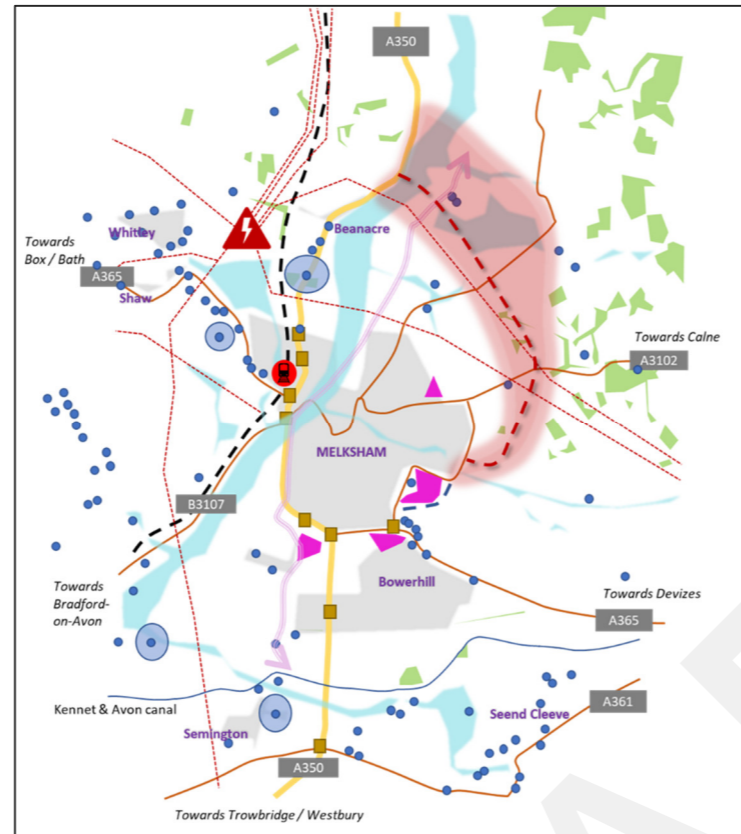 A350
Whitley
Beanacre
Towards
Box / Bath
A365
Shaw
Towards Calne
A3102
MELKSHAM
B3107
Towards
Bradford-
on-Avon
Bowerhill
Towards Devizes
A365
Kennet & Avon canal
Semington
Seend Cleeve
A361
A350
Towards Trowbridge / Westbury